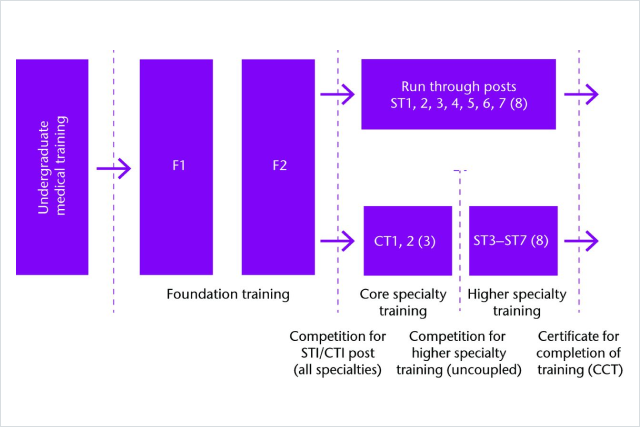 Undergraduate
medical training
F1
F2
Run through posts
ST1, 2, 3, 4, 5, 6, 7 (8)
CT1, 2 (3)
ST3–ST7 (8)
Foundation training
Core specialty
training
Higher specialty
training
Competition for
STI/CTI post
(all specialties)
Competition for
higher specialty
training (uncoupled)
Certificate for
completion of
training (CCT)